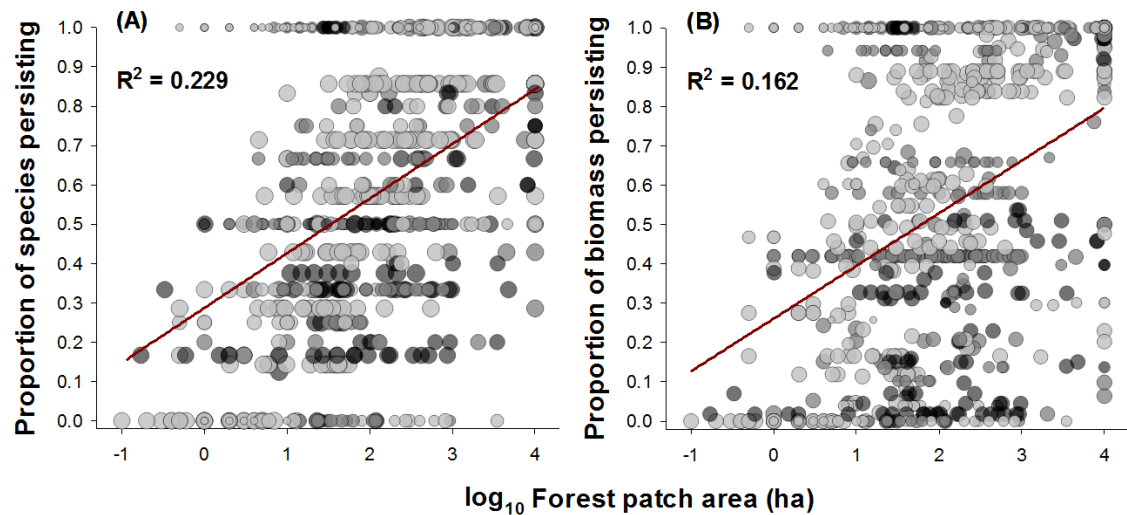 (A)
R² = 0.229
Proportion of species persisting
1.0
0.9
0.8
0.7
0.6
0.5
0.4
0.3
0.2
0.1
0.0
-1 0 1 2 3 4
(B)
R² = 0.162
Proportion of biomass persisting
1.0
0.9
0.8
0.7
0.6
0.5
0.4
0.3
0.2
0.1
0.0
-1 0 1 2 3 4
log₁₀ Forest patch area (ha)